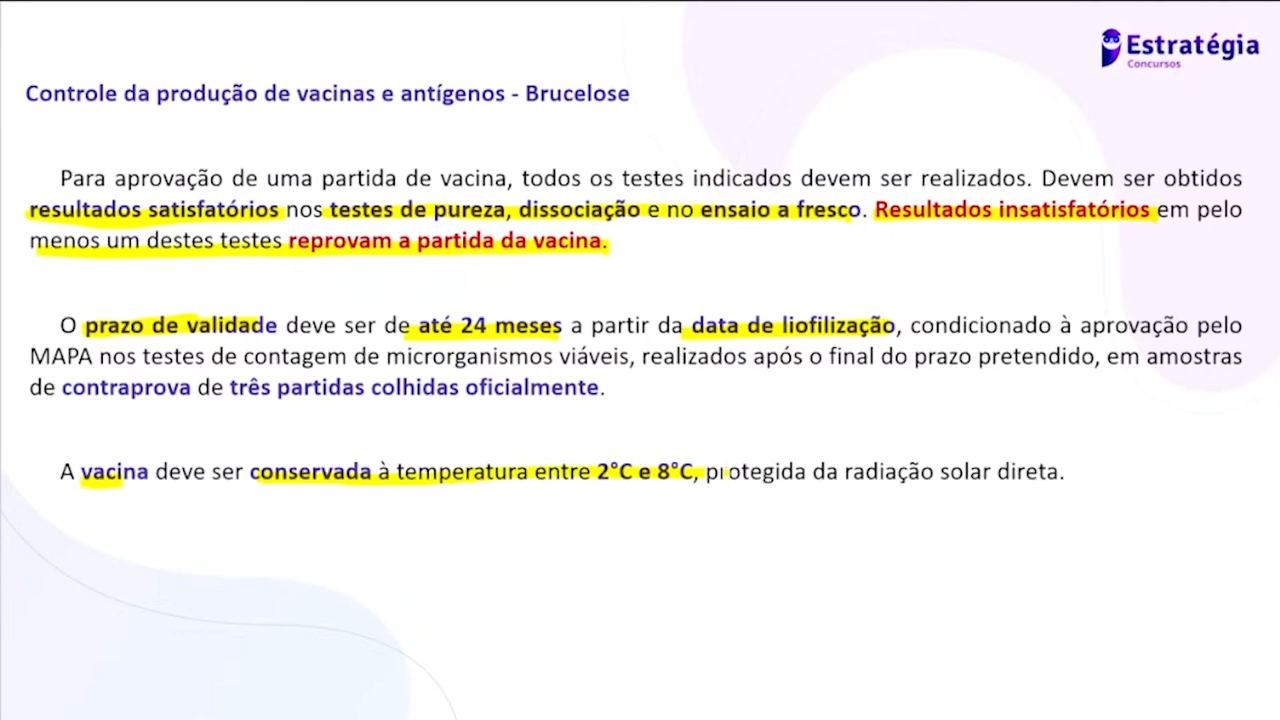 Estratégia
Concursos
Controle da produção de vacinas e antígenos - Brucelose
Para aprovação de uma partida de vacina, todos os testes indicados devem ser realizados. Devem ser obtidos
resultados satisfatórios nos testes de pureza, dissociação e no ensaio a fresco. Resultados insatisfatórios em pelo
menos um destes testes reprovam a partida da vacina.
O prazo de validade deve ser de até 24 meses a partir da data de liofilização, condicionado à aprovação pelo
MAPA nos testes de contagem de microrganismos viáveis, realizados após o final do prazo pretendido, em amostras
de contraprova de três partidas colhidas oficialmente.
A vacina deve ser conservada à temperatura entre 2°C e 8°C, protegida da radiação solar direta.